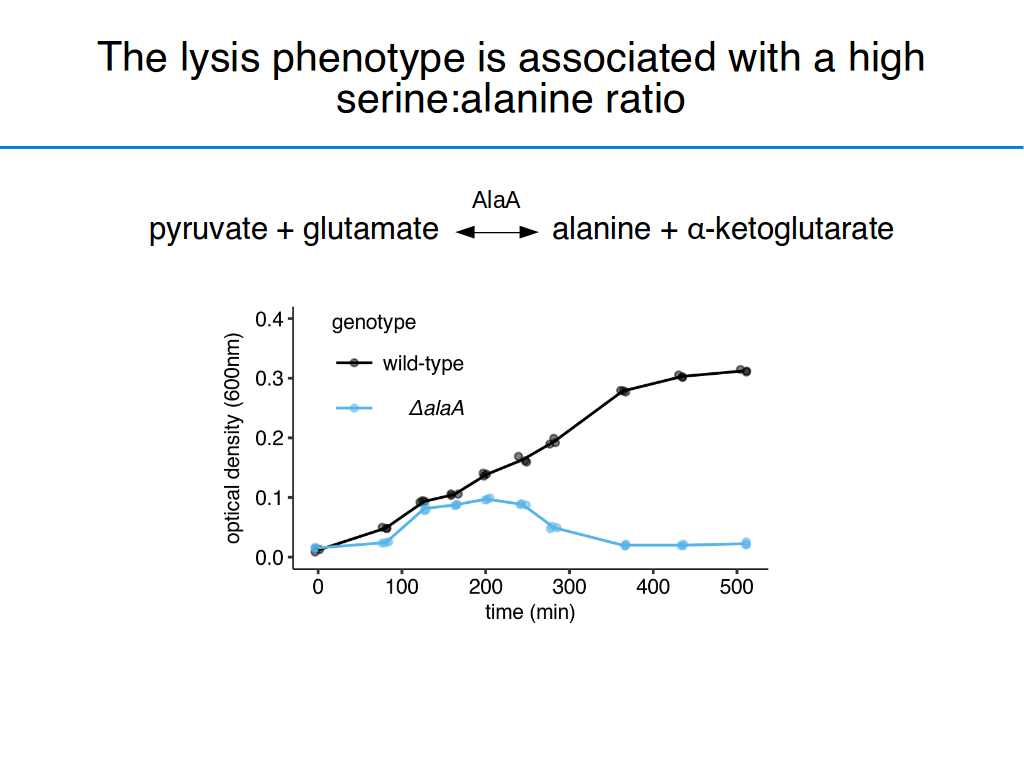 The lysis phenotype is associated with a high
serine:alanine ratio
AlaA
pyruvate + glutamate
alanine + α-ketoglutarate
genotype
wild-type
ΔalaA
optical density (600nm)
0.4
0.3
0.2
0.1
0.0
0
100
200
300
400
500
time (min)